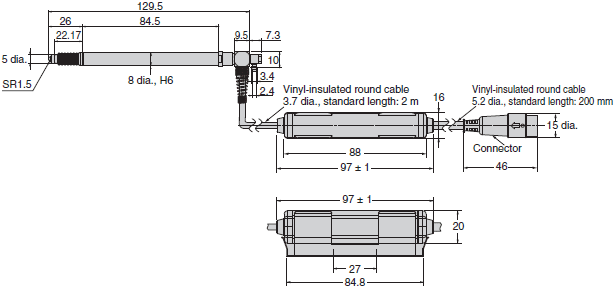 129.5
26
84.5
22.17
9.5
7.3
5 dia.
10
SR1.5
8 dia., H6
3.4
2.4
Vinyl-insulated round cable
3.7 dia., standard length: 2 m
16
Vinyl-insulated round cable
5.2 dia., standard length: 200 mm
15 dia.
Connector
88
97 ± 1
46
97 ± 1
20
27
84.8